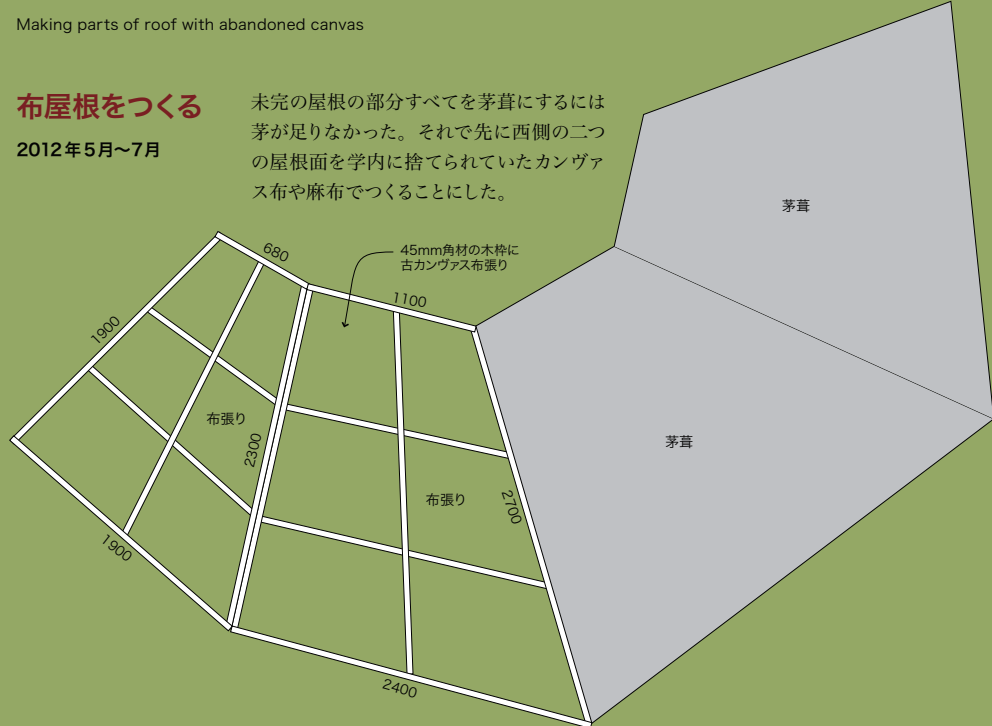 Making parts of roof with abandoned canvas
布屋根をつくる
2012年5月〜7月
未完の屋根の部分すべてを茅葺にするには
茅が足りなかった。それで先に西側の二つ
の屋根面を学内に捨てられていたカンヴァ
ス布や麻布でつくることにした。
茅葺
680
45mm角材の木枠に
古カンヴァス布張り
1100
1900
布張り
2300
茅葺
布張り
2700
1900
2400